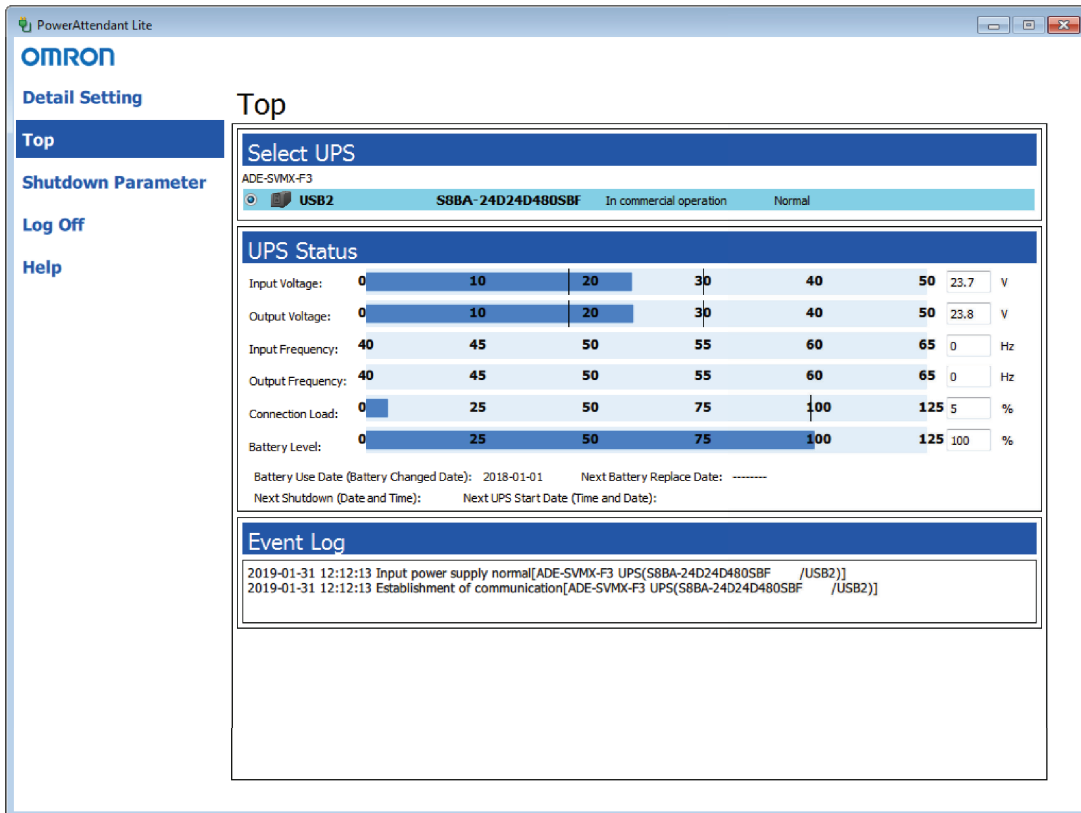 PowerAttendant Lite
OMRON
Detail Setting
Top
Shutdown Parameter
Log Off
Help
Top
Select UPS
ADE-SVMX-F3
USB2 S8BA-24D24D480SBF In commercial operation Normal
UPS Status
Input Voltage: 0 10 20 30 40 50 23.7 V
Output Voltage: 0 10 20 30 40 50 23.8 V
Input Frequency: 40 45 50 55 60 65 0 Hz
Output Frequency: 40 45 50 55 60 65 0 Hz
Connection Load: 0 25 50 75 100 125 5 %
Battery Level: 0 25 50 75 100 125 100 %
Battery Use Date (Battery Changed Date): 2018-01-01 Next Battery Replace Date: --------
Next Shutdown (Date and Time): Next UPS Start Date (Time and Date):
Event Log
2019-01-31 12:12:13 Input power supply normal[ADE-SVMX-F3 UPS(S8BA-24D24D480SBF /USB2)]
2019-01-31 12:12:13 Establishment of communication[ADE-SVMX-F3 UPS(S8BA-24D24D480SBF /USB2)]